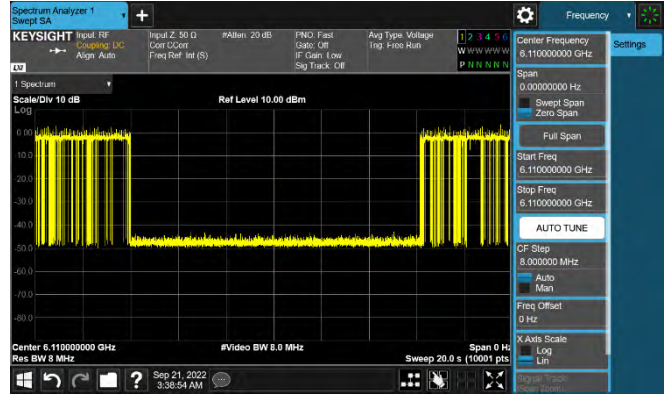 Spectrum Analyzer 1
Swept SA
+
Frequency
KEYSIGHT
Input: RF
Coupling: DC
Align: Auto
Input Z: 50 Ω
Corr CCorr
Freq Ref: Int (S)
#Atten: 20 dB
PNO: Fast
Gate: Off
IF Gain: Low
Sig Track: Off
Avg Type: Voltage
Trig: Free Run
1 2 3 4 5 6
W W W W W W
P N N N N N
LXI
1 Spectrum
Scale/Div 10 dB
Ref Level 10.00 dBm
Log
0.00
-10.0
-20.0
-30.0
-40.0
-50.0
-60.0
-70.0
-80.0
Center 6.110000000 GHz
#Video BW 8.0 MHz
Span 0 Hz
Res BW 8 MHz
Sweep 20.0 s (10001 pts
Sep 21, 2022
3:38:54 AM
?
Center Frequency
6.110000000 GHz
Settings
Span
0.00000000 Hz
Swept Span
Zero Span
Full Span
Start Freq
6.110000000 GHz
Stop Freq
6.110000000 GHz
AUTO TUNE
CF Step
8.000000 MHz
Auto
Man
Freq Offset
0 Hz
X Axis Scale
Log
Lin
Signal Track
(Span Zoom)